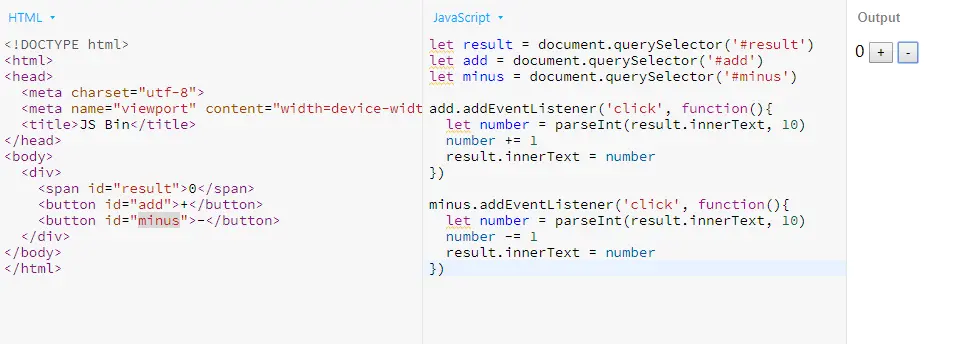 HTML
<!DOCTYPE html>
<html>
<head>
  <meta charset="utf-8">
  <meta name="viewport" content="width=device-widt
  <title>JS Bin</title>
</head>
<body>
  <div>
    <span id="result">0</span>
    <button id="add">+</button>
    <button id="minus">-</button>
  </div>
</body>
</html>
JavaScript
let result = document.querySelector('#result')
let add = document.querySelector('#add')
let minus = document.querySelector('#minus')

add.addEventListener('click', function(){
  let number = parseInt(result.innerText, 10)
  number += 1
  result.innerText = number
})

minus.addEventListener('click', function(){
  let number = parseInt(result.innerText, 10)
  number -= 1
  result.innerText = number
})
Output
0 + -